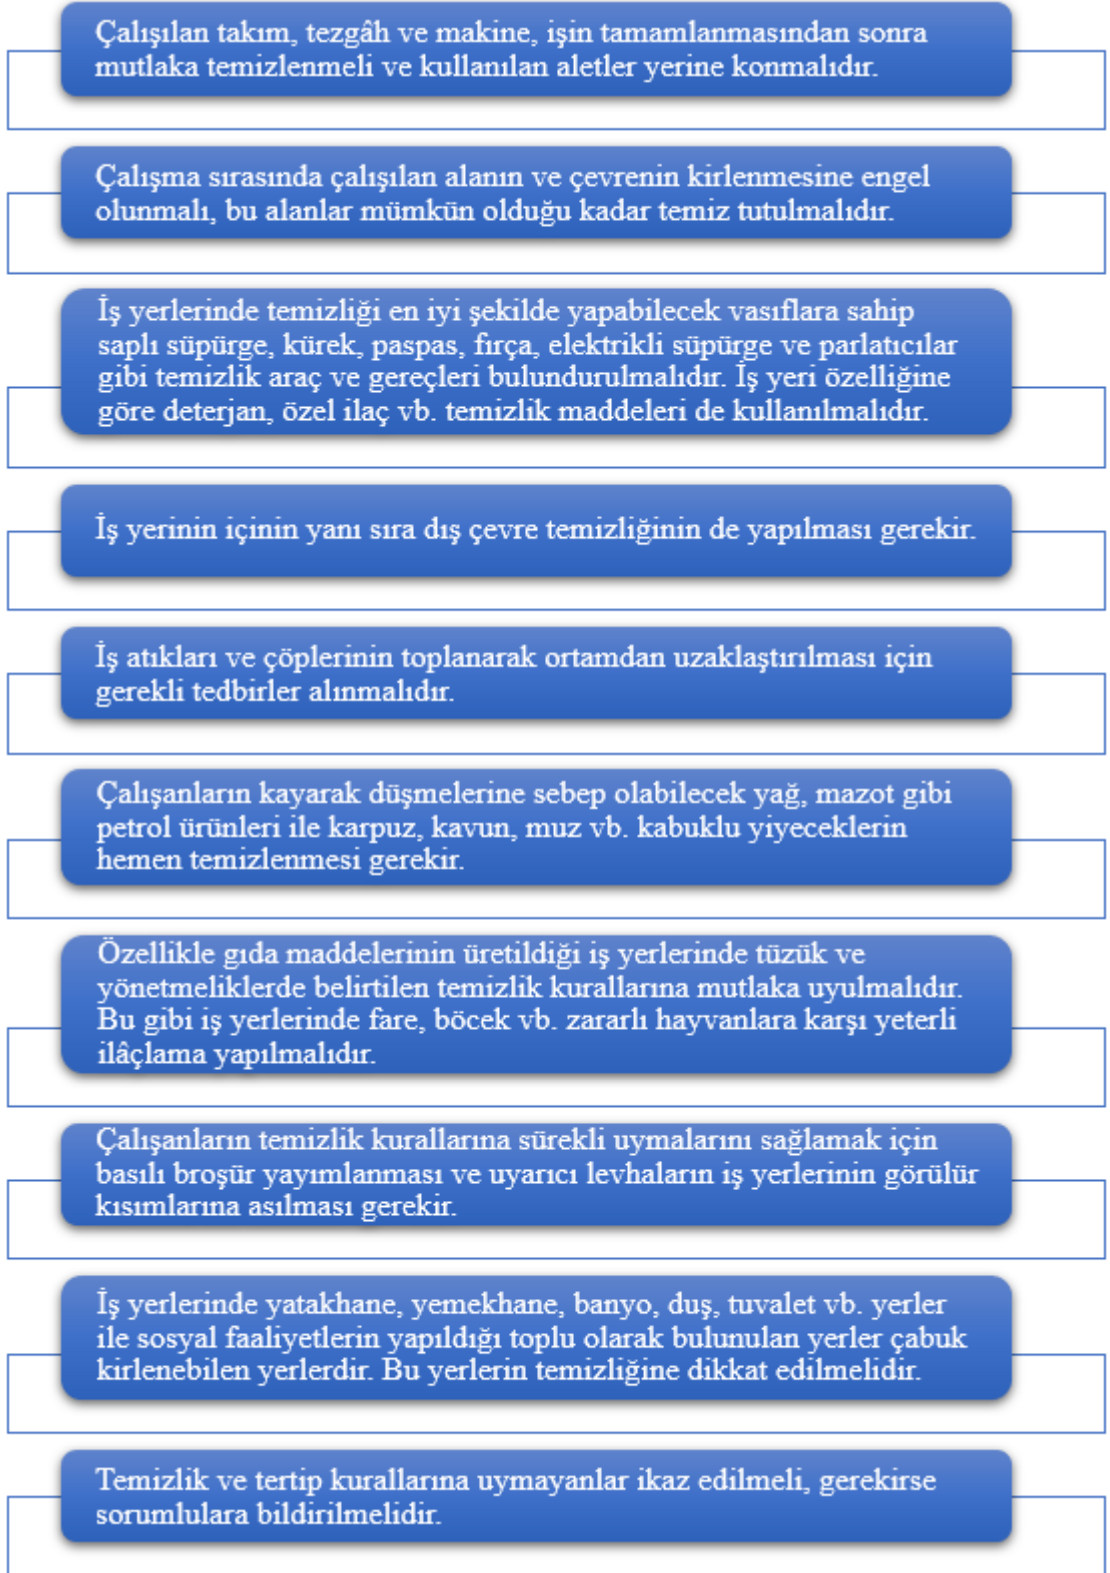 Çalışılan takım, tezgâh ve makine, işin tamamlanmasından sonra
mutlaka temizlenmeli ve kullanılan aletler yerine konmalıdır.
Çalışma sırasında çalışılan alanın ve çevrenin kirlenmesine engel
olunmalı, bu alanlar mümkün olduğu kadar temiz tutulmalıdır.
İş yerlerinde temizliği en iyi şekilde yapabilecek vasıflara sahip
saplı süpürge, kürek, paspas, fırça, elektrikli süpürge ve parlatıcılar
gibi temizlik araç ve gereçleri bulundurulmalıdır. İş yeri özelliğine
göre deterjan, özel ilaç vb. temizlik maddeleri de kullanılmalıdır.
İş yerinin içinin yanı sıra dış çevre temizliğinin de yapılması gerekir.
İş atıkları ve çöplerinin toplanarak ortamdan uzaklaştırılması için
gerekli tedbirler alınmalıdır.
Çalışanların kayarak düşmelerine sebep olabilecek yağ, mazot gibi
petrol ürünleri ile karpuz, kavun, muz vb. kabuklu yiyeceklerin
hemen temizlenmesi gerekir.
Özellikle gıda maddelerinin üretildiği iş yerlerinde tüzük ve
yönetmeliklerde belirtilen temizlik kurallarına mutlaka uyulmalıdır.
Bu gibi iş yerlerinde fare, böcek vb. zararlı hayvanlara karşı yeterli
ilâçlama yapılmalıdır.
Çalışanların temizlik kurallarına sürekli uymalarını sağlamak için
basılı broşür yayımlanması ve uyarıcı levhaların iş yerlerinin görülür
kısımlarına asılması gerekir.
İş yerlerinde yatakhane, yemekhane, banyo, duş, tuvalet vb. yerler
ile sosyal faaliyetlerin yapıldığı toplu olarak bulunulan yerler çabuk
kirlenebilen yerlerdir. Bu yerlerin temizliğine dikkat edilmelidir.
Temizlik ve tertip kurallarına uymayanlar ikaz edilmeli, gerekirse
sorumlulara bildirilmelidir.